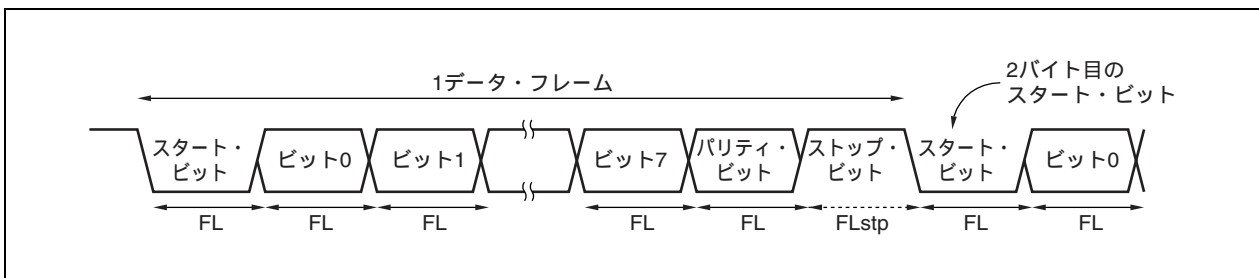 1データ・フレーム
2バイト目の
スタート・ビット
スタート・
ビット
ビット0
ビット1
ビット7
パリティ・
ビット
ストップ・
ビット
スタート・
ビット
ビット0
FL
FL
FL
FL
FL
FLstp
FL
FL